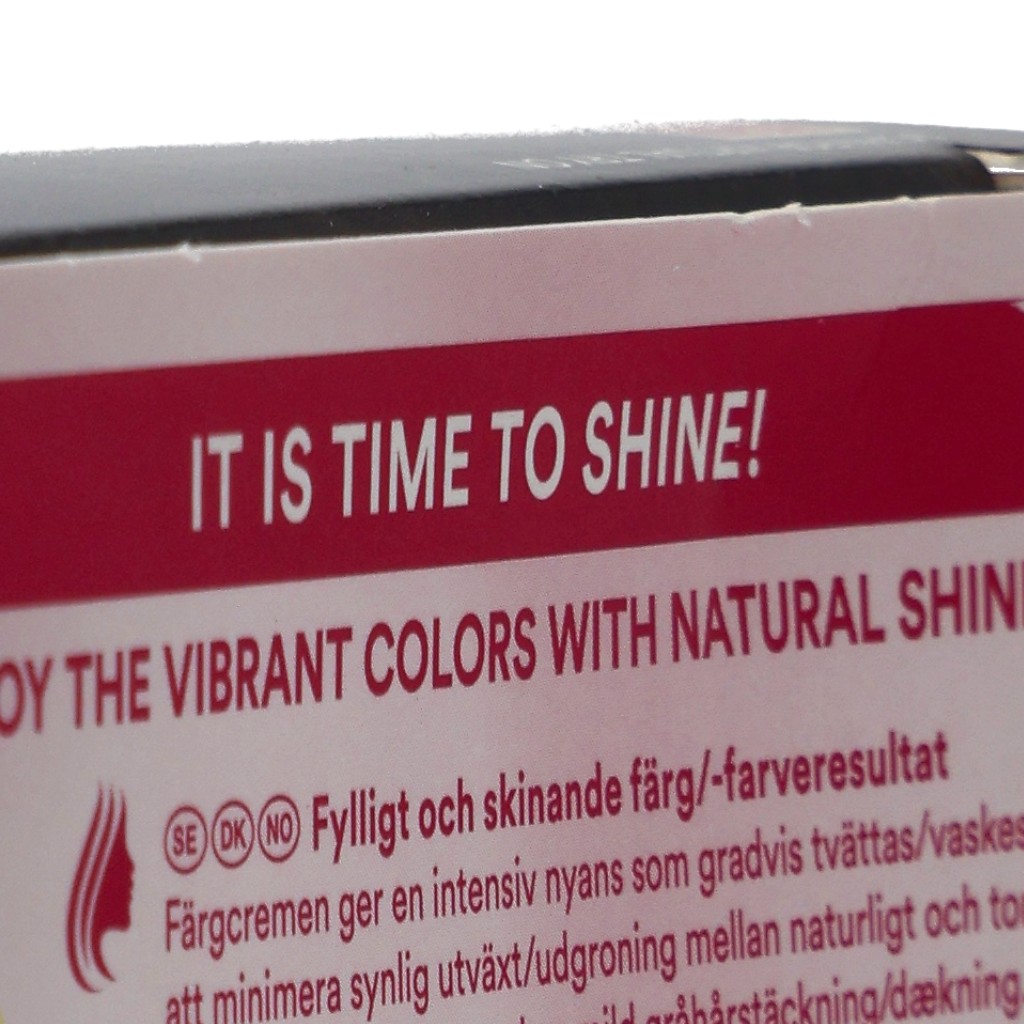 IT IS TIME TO SHINE!
OY THE VIBRANT COLORS WITH NATURAL SHIN
SE DK NO Fylligt och skinande färg/-farveresultat
Färgcremen ger en intensiv nyans som gradvis tvättas/vaskes
att minimera synlig utväxt/udgroning mellan naturligt och to
mild gråhårstäckning/dækning